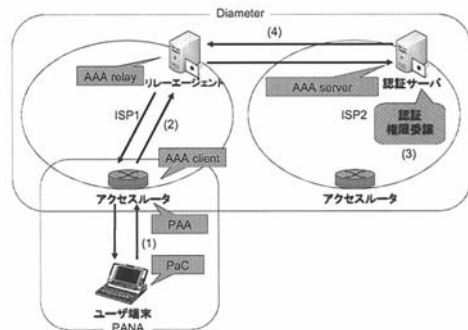 Diameter
(4)
AAA relay
リレーエージェント
AAA server
認証サーバ
ISP1
(2)
ISP2
認証
権限委譲
(3)
AAA client
アクセスルータ
アクセスルータ
PAA
(1)
PaC
ユーザ端末
PANA